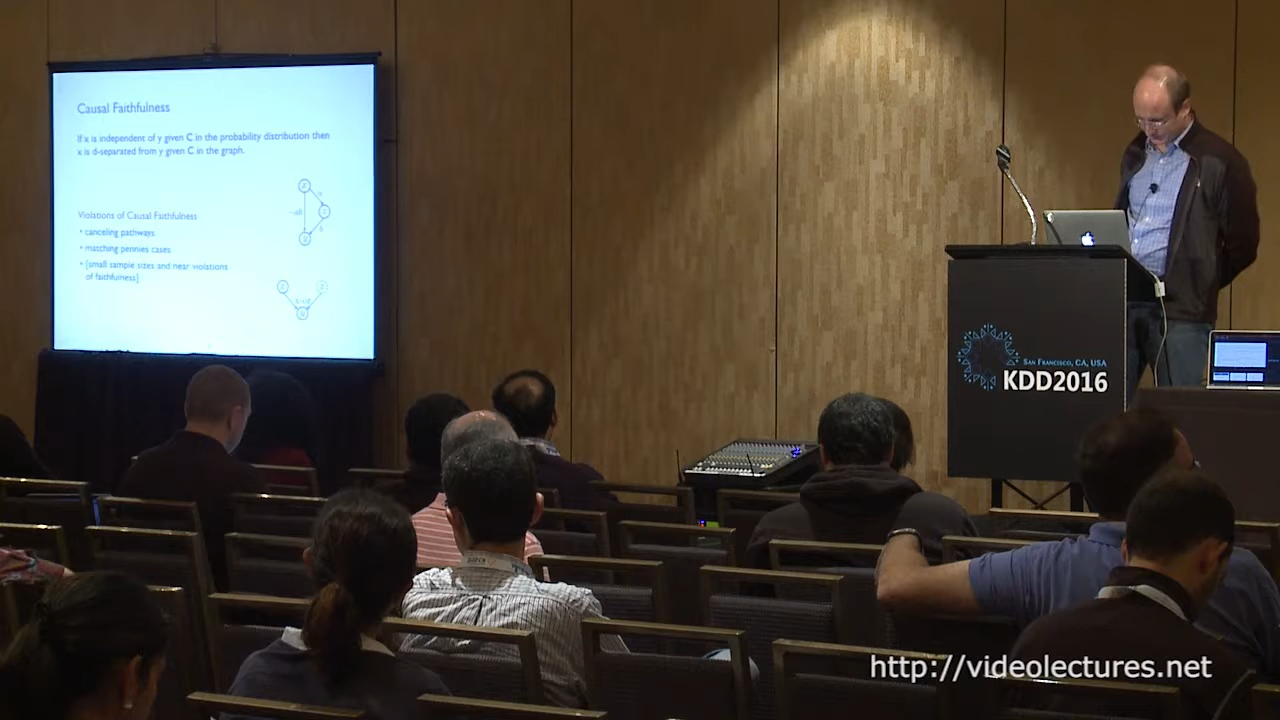 Causal Faithfulness
If x is independent of y given C in the probability distribution then
x is d-separated from y given C in the graph.
Violations of Causal Faithfulness
• canceling pathways
• matching pennies cases
• [small sample sizes and near violations
of faithfulness]
SAN FRANCISCO, CA, USA
KDD2016
http://videolectures.net